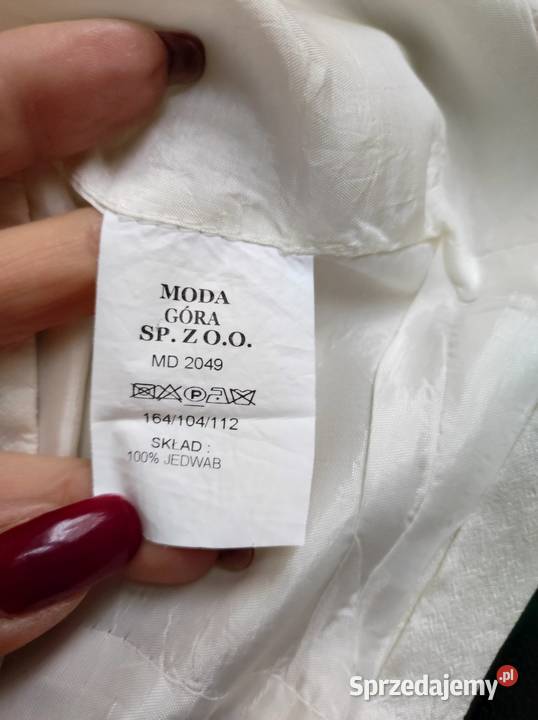 MODA
GÓRA
SP. Z O.O.
MD 2049
P
164/104/112
SKŁAD :
100% JEDWAB
Sprzedajemy.pl